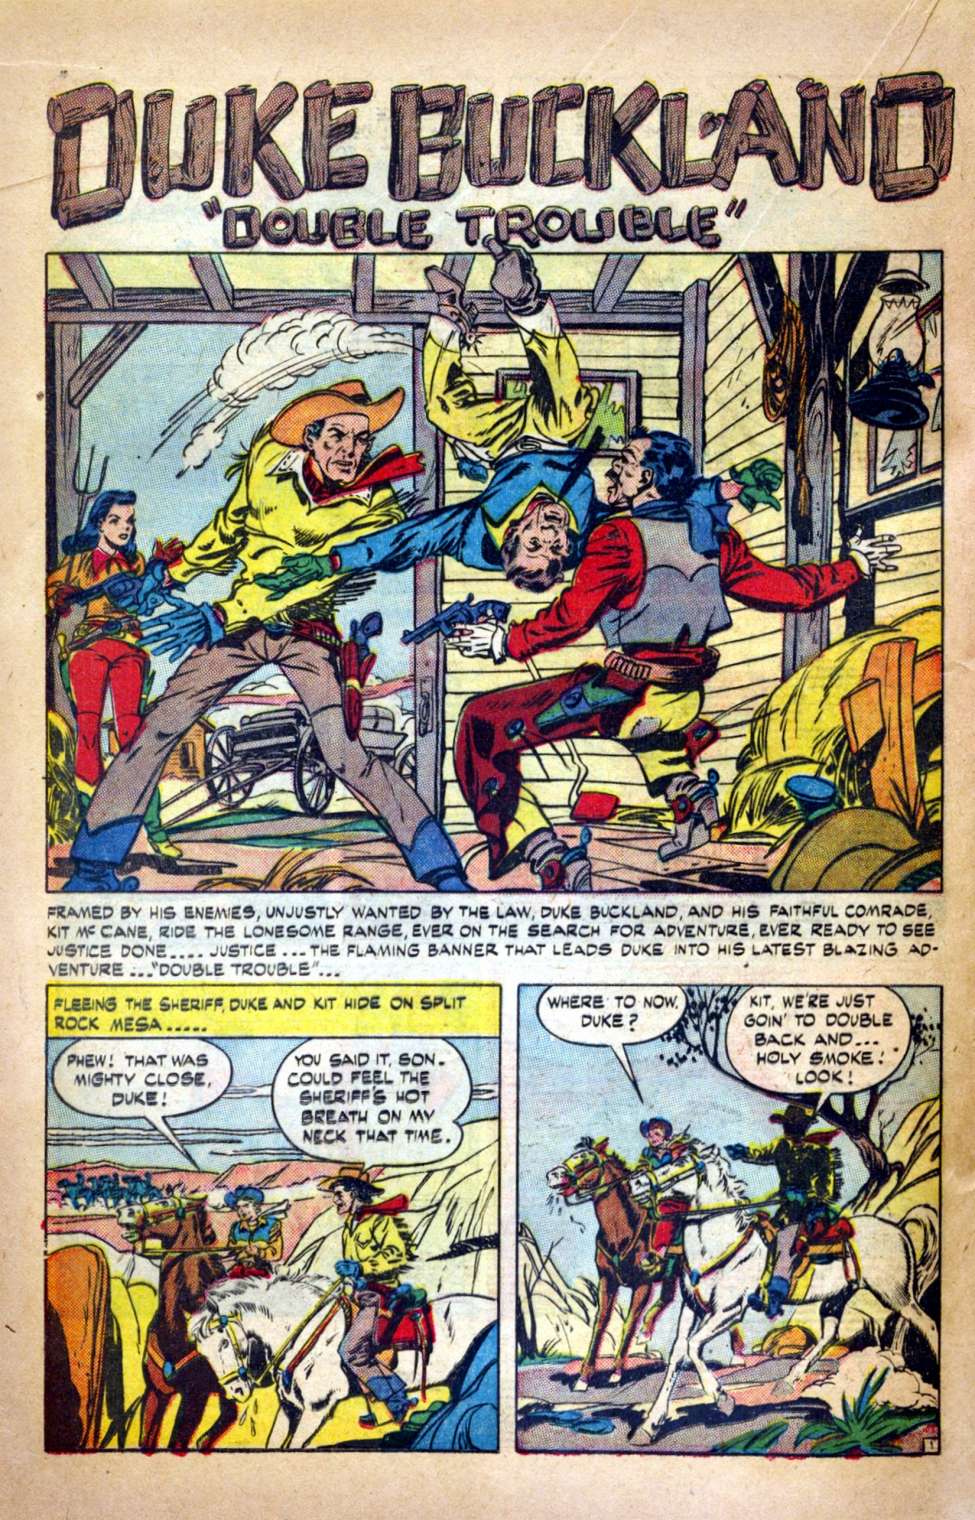 DUKE BUCKLAND
"DOUBLE TROUBLE"
FRAMED BY HIS ENEMIES, UNJUSTLY WANTED BY THE LAW, DUKE BUCKLAND, AND HIS FAITHFUL COMRADE,
KIT McCANE, RIDE THE LONESOME RANGE, EVER ON THE SEARCH FOR ADVENTURE, EVER READY TO SEE
JUSTICE DONE.... JUSTICE ... THE FLAMING BANNER THAT LEADS DUKE INTO HIS LATEST BLAZING AD-
VENTURE ... "DOUBLE TROUBLE"...
FLEEING THE SHERIFF, DUKE AND KIT HIDE ON SPLIT
ROCK MESA.....
PHEW! THAT WAS
MIGHTY CLOSE,
DUKE!
YOU SAID IT, SON.
COULD FEEL THE
SHERIFF'S HOT
BREATH ON MY
NECK THAT TIME.
WHERE TO NOW,
DUKE?
KIT, WE'RE JUST
GOIN' TO DOUBLE
BACK AND...
HOLY SMOKE!
LOOK!
1